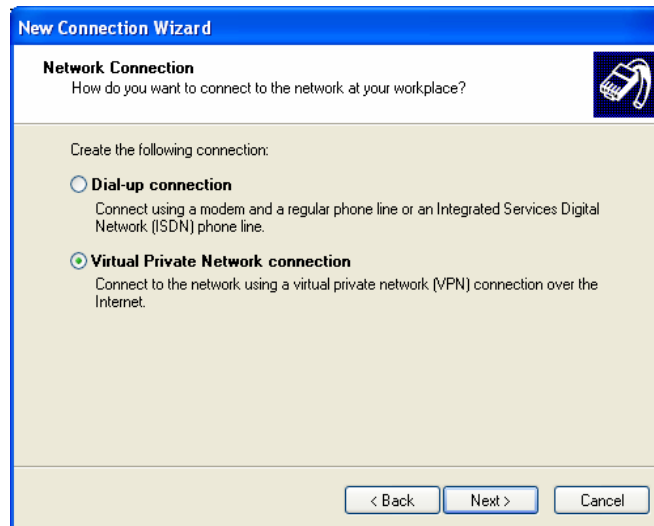 New Connection Wizard
Network Connection
How do you want to connect to the network at your workplace?
Create the following connection:
Dial-up connection
Connect using a modem and a regular phone line or an Integrated Services Digital
Network (ISDN) phone line.
Virtual Private Network connection
Connect to the network using a virtual private network (VPN) connection over the
Internet.
< Back Next > Cancel